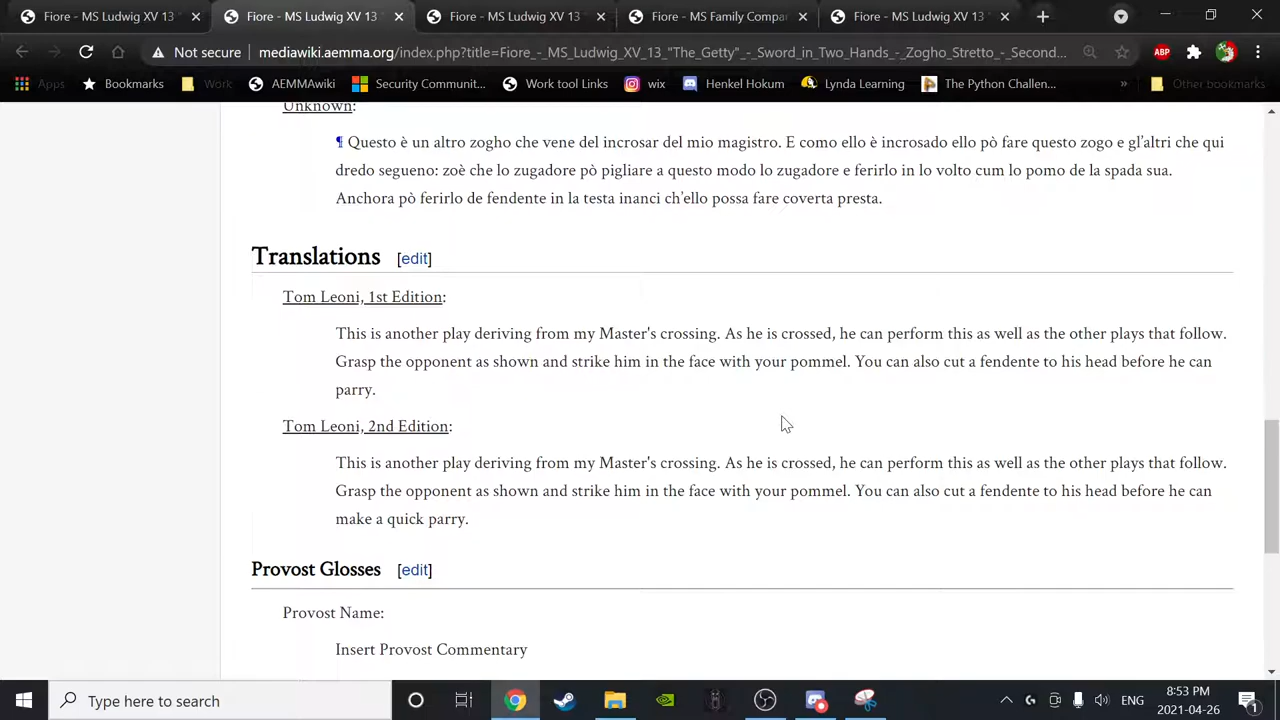 Fiore - MS Ludwig XV 13
Fiore - MS Ludwig XV 13
Fiore - MS Ludwig XV 13
Fiore - MS Family Compa
Fiore - MS Ludwig XV 13
Not secure mediawiki.aemma.org/index.php?title=Fiore_-_MS_Ludwig_XV_13_"The_Getty"_-_Sword_in_Two_Hands_-_Zogho_Stretto_-_Second...
ABP
Apps Bookmarks Work AEMMAwiki Security Communit... Work tool Links wix Henkel Hokum Lynda Learning The Python Challen... » Other bookmarks
Unknown:
¶ Questo è un altro zogho che vene del incrosar del mio magistro. E como ello è incrosado ello pò fare questo zogo e gl'altri che qui
dredo segueno: zoè che lo zugadore pò pigliare a questo modo lo zugadore e ferirlo in lo volto cum lo pomo de la spada sua.
Anchora pò ferirlo de fendente in la testa inanci ch'ello possa fare coverta presta.
Translations [edit]
Tom Leoni, 1st Edition:
This is another play deriving from my Master's crossing. As he is crossed, he can perform this as well as the other plays that follow.
Grasp the opponent as shown and strike him in the face with your pommel. You can also cut a fendente to his head before he can
parry.
Tom Leoni, 2nd Edition:
This is another play deriving from my Master's crossing. As he is crossed, he can perform this as well as the other plays that follow.
Grasp the opponent as shown and strike him in the face with your pommel. You can also cut a fendente to his head before he can
make a quick parry.
Provost Glosses [edit]
Provost Name:
Insert Provost Commentary
Type here to search
ENG
8:53 PM
2021-04-26
1